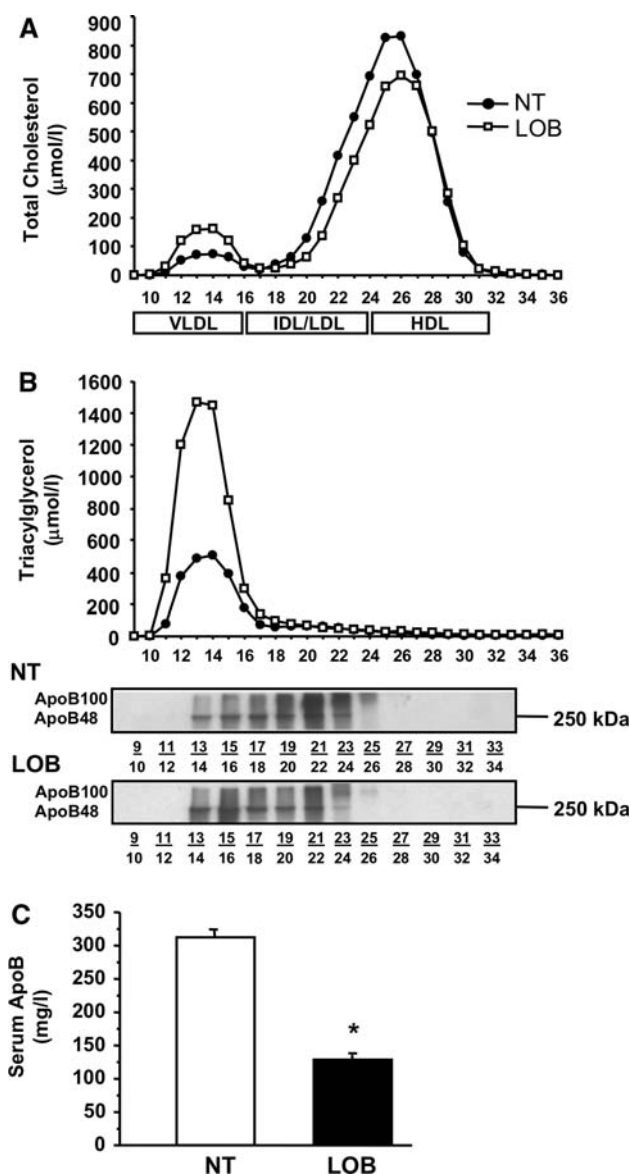 A
Total Cholesterol
(µmol/l)
900
800
700
600
500
400
300
200
100
0
NT
LOB
10 12 14 16 18 20 22 24 26 28 30 32 34 36
VLDL IDL/LDL HDL
B
Triacylglycerol
(µmol/l)
1600
1400
1200
1000
800
600
400
200
0
10 12 14 16 18 20 22 24 26 28 30 32 34 36
NT
ApoB100
ApoB48
250 kDa
9 11 13 15 17 19 21 23 25 27 29 31 33
10 12 14 16 18 20 22 24 26 28 30 32 34
LOB
ApoB100
ApoB48
250 kDa
9 11 13 15 17 19 21 23 25 27 29 31 33
10 12 14 16 18 20 22 24 26 28 30 32 34
C
Serum ApoB
(mg/l)
350
300
250
200
150
100
50
0
*
NT LOB